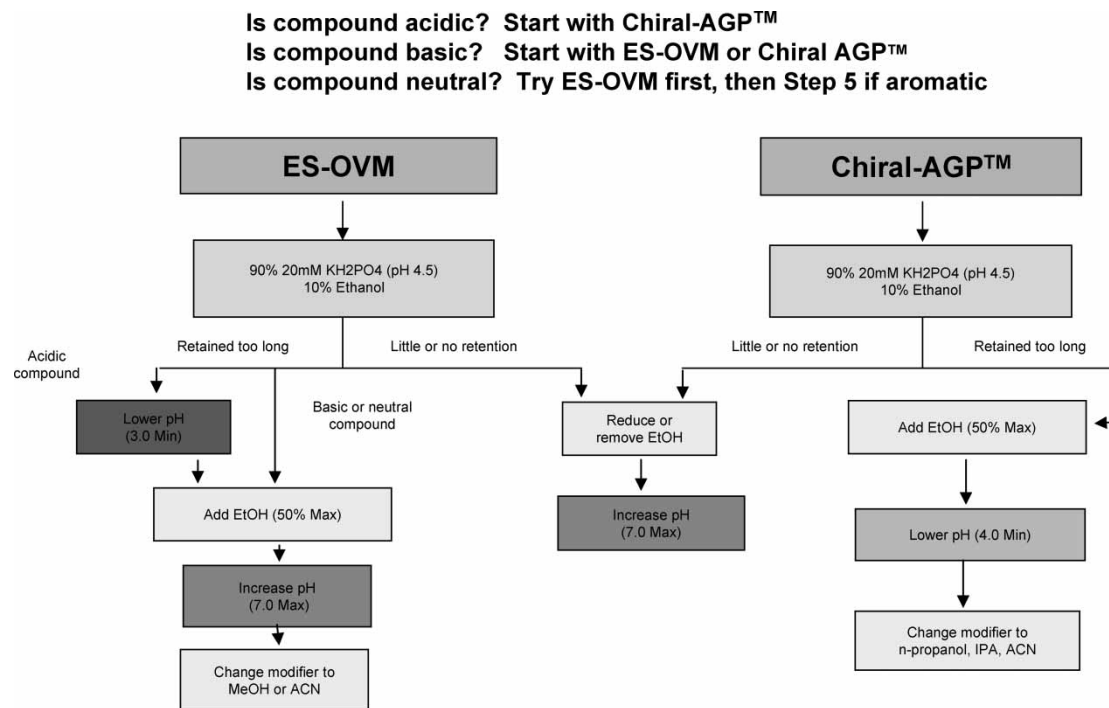 Is compound acidic? Start with Chiral-AGP™
Is compound basic? Start with ES-OVM or Chiral AGP™
Is compound neutral? Try ES-OVM first, then Step 5 if aromatic
ES-OVM
Chiral-AGP™
90% 20mM KH2PO4 (pH 4.5)
10% Ethanol
90% 20mM KH2PO4 (pH 4.5)
10% Ethanol
Acidic
compound
Retained too long
Little or no retention
Little or no retention
Retained too long
Lower pH
(3.0 Min)
Basic or neutral
compound
Reduce or
remove EtOH
Add EtOH (50% Max)
Add EtOH (50% Max)
Increase pH
(7.0 Max)
Lower pH (4.0 Min)
Increase pH
(7.0 Max)
Change modifier to
n-propanol, IPA, ACN
Change modifier to
MeOH or ACN